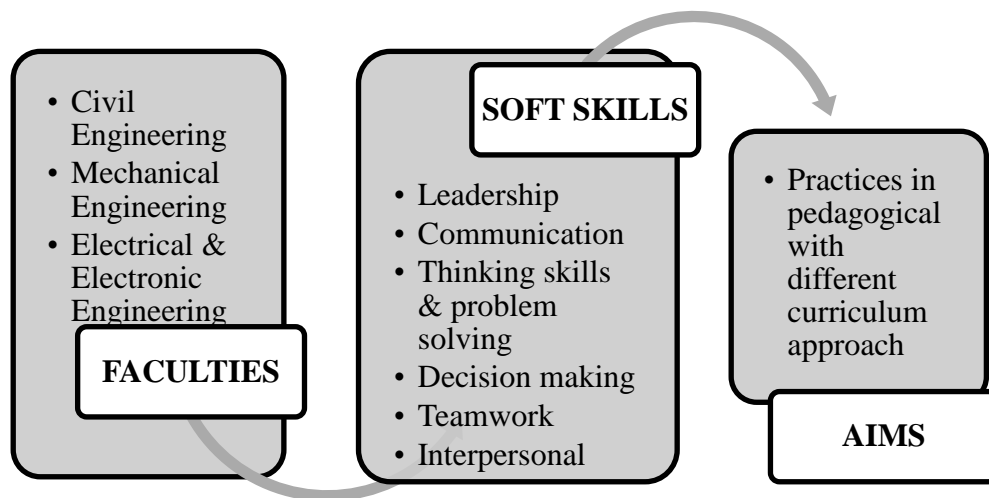 • Civil
Engineering
• Mechanical
Engineering
• Electrical &
Electronic
Engineering
FACULTIES
SOFT SKILLS
• Leadership
• Communication
• Thinking skills
& problem
solving
• Decision making
• Teamwork
• Interpersonal
• Practices in
pedagogical
with
different
curriculum
approach
AIMS